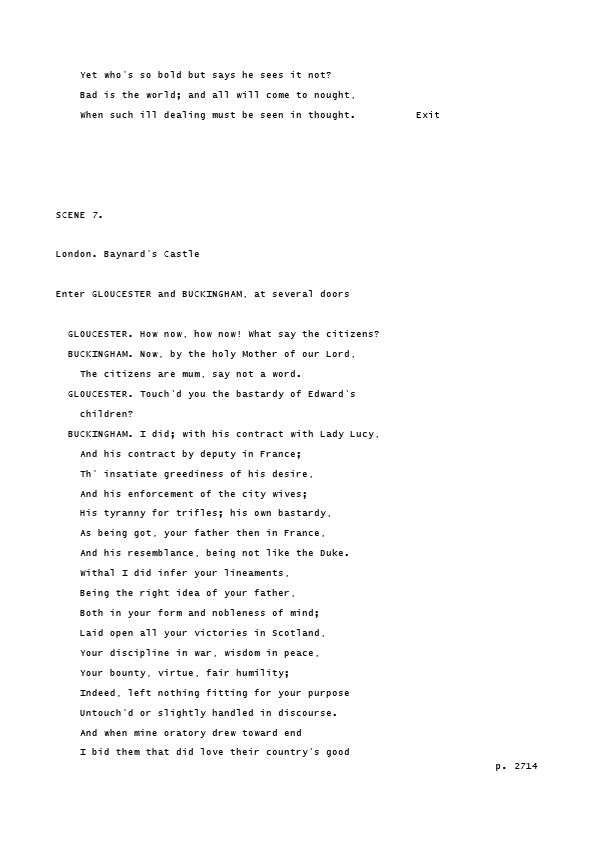 Yet who's so bold but says he sees it not?
Bad is the world; and all will come to nought,
When such ill dealing must be seen in thought. Exit
SCENE 7.
London. Baynard's Castle
Enter GLOUCESTER and BUCKINGHAM, at several doors
GLOUCESTER. How now, how now! What say the citizens?
BUCKINGHAM. Now, by the holy Mother of our Lord,
The citizens are mum, say not a word.
GLOUCESTER. Touch'd you the bastardy of Edward's
children?
BUCKINGHAM. I did; with his contract with Lady Lucy,
And his contract by deputy in France;
Th' insatiate greediness of his desire,
And his enforcement of the city wives;
His tyranny for trifles; his own bastardy,
As being got, your father then in France,
And his resemblance, being not like the Duke.
Withal I did infer your lineaments,
Being the right idea of your father,
Both in your form and nobleness of mind;
Laid open all your victories in Scotland,
Your discipline in war, wisdom in peace,
Your bounty, virtue, fair humility;
Indeed, left nothing fitting for your purpose
Untouch'd or slightly handled in discourse.
And when mine oratory drew toward end
I bid them that did love their country's good
p. 2714